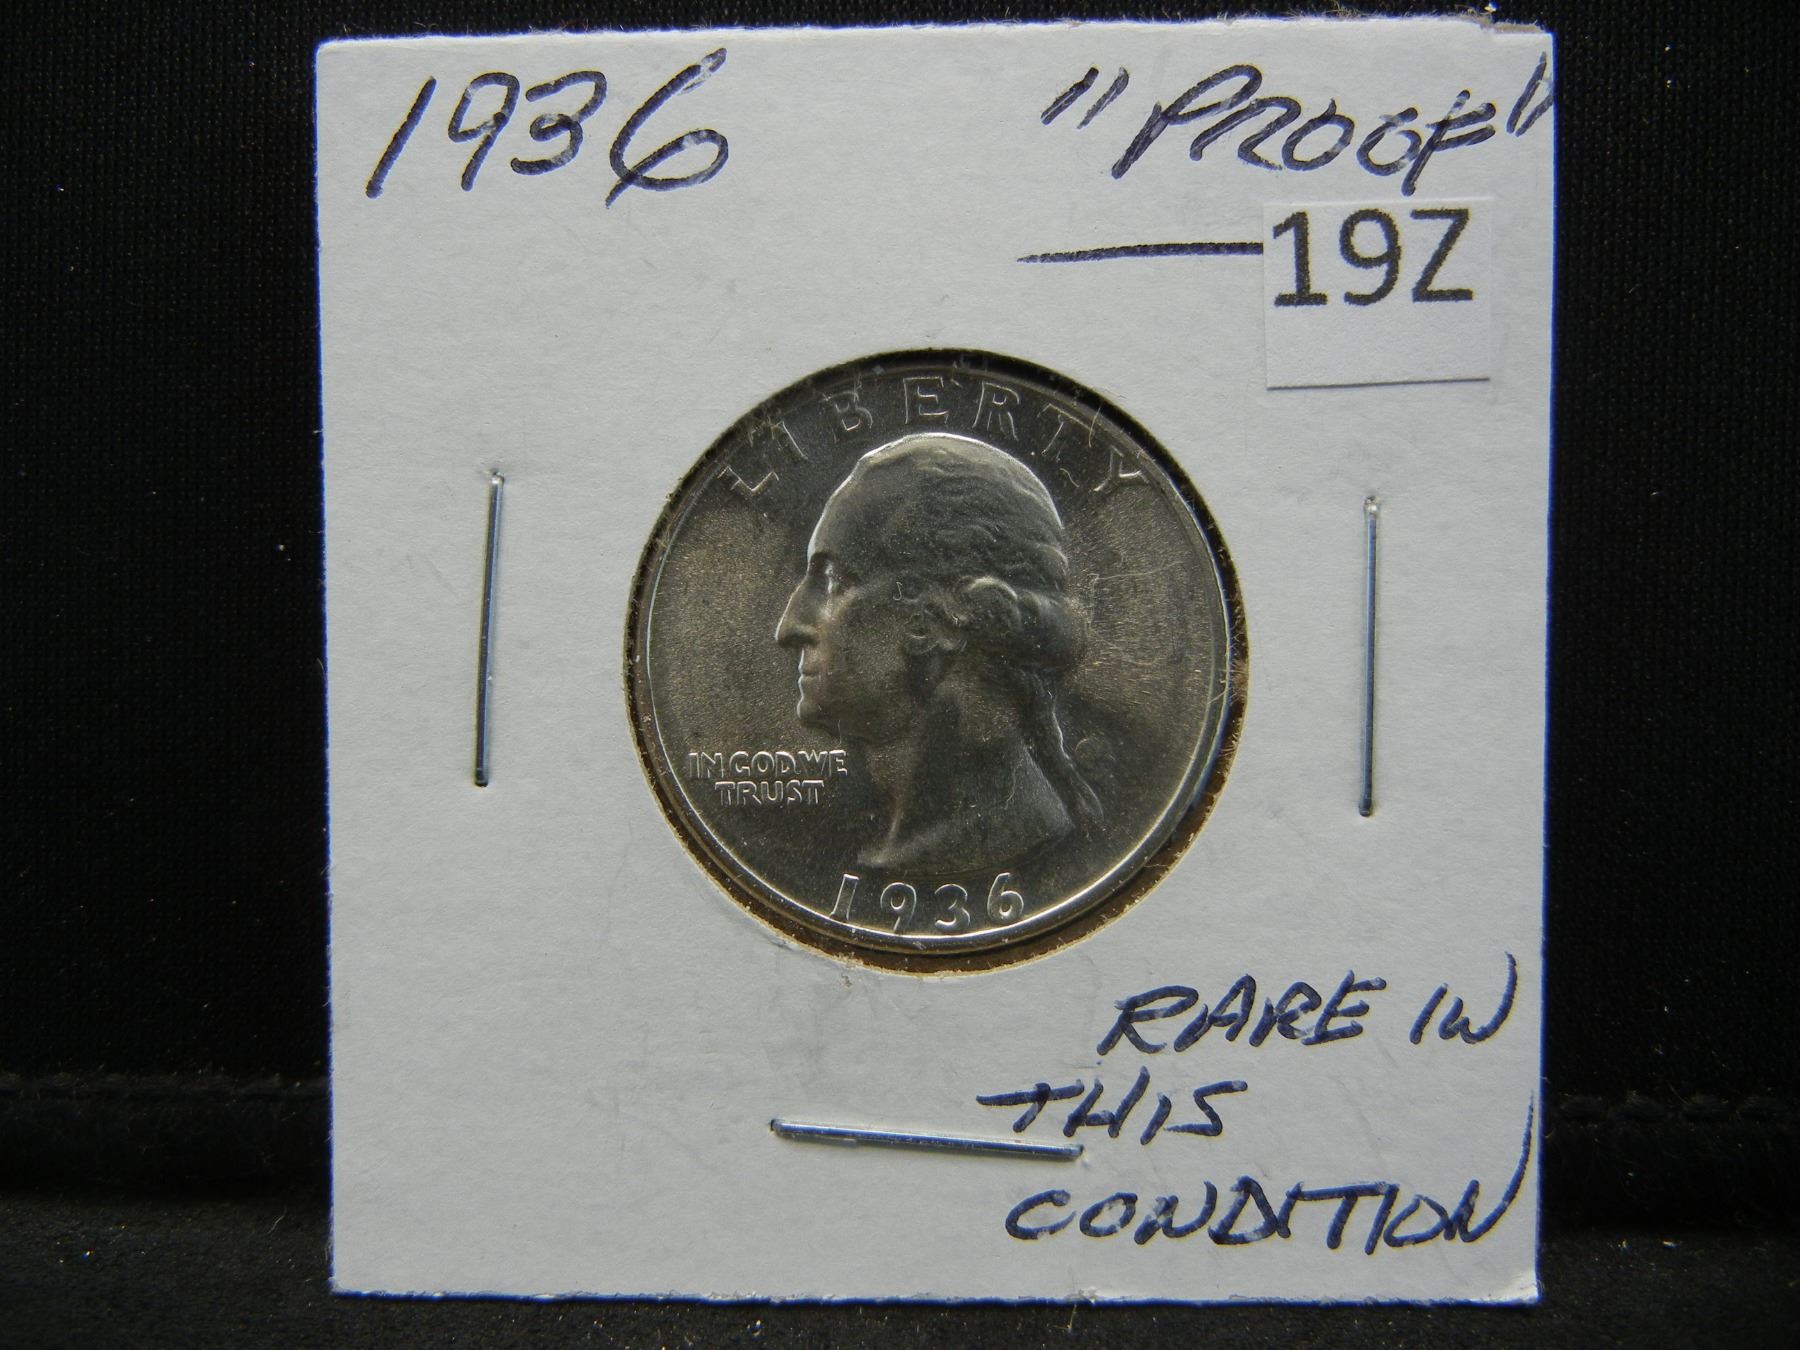 1936 "PROOF"
19Z
LIBERTY
IN GOD WE
TRUST
1936
RARE IN
THIS
CONDITION